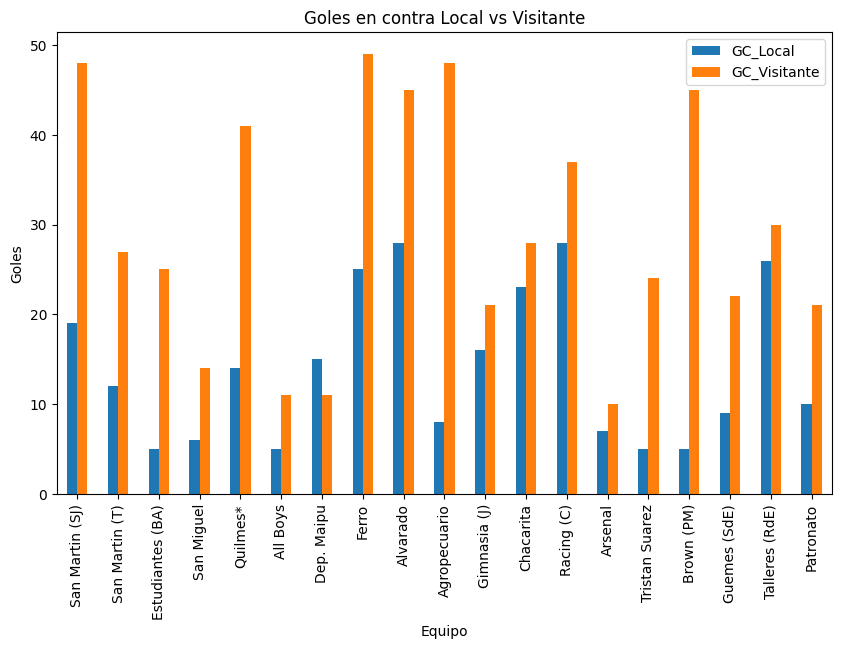 Goles en contra Local vs Visitante
GC_Local
GC_Visitante
50
40
30
20
10
0
Goles
San Martin (SJ)
San Martin (T)
Estudiantes (BA)
San Miguel
Quilmes*
All Boys
Dep. Maipu
Ferro
Alvarado
Agropecuario
Gimnasia (J)
Chacarita
Racing (C)
Arsenal
Tristan Suarez
Brown (PM)
Guemes (SdE)
Talleres (RdE)
Patronato
Equipo